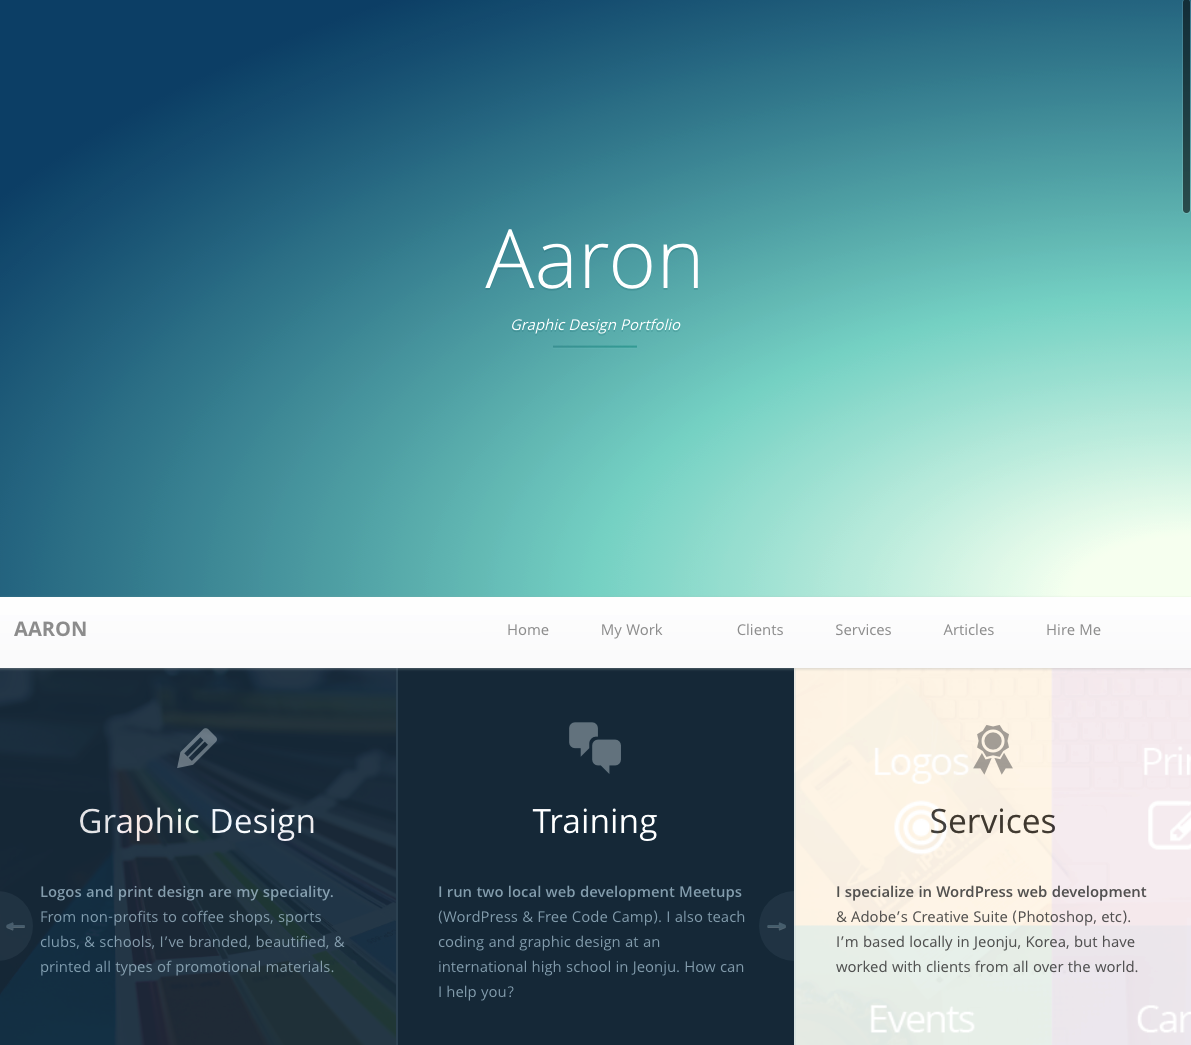 Aaron
Graphic Design Portfolio
AARON
Home
My Work
Clients
Services
Articles
Hire Me
Graphic Design
Logos and print design are my speciality.
From non-profits to coffee shops, sports
clubs, & schools, I’ve branded, beautified, &
printed all types of promotional materials.
Training
I run two local web development Meetups
(WordPress & Free Code Camp). I also teach
coding and graphic design at an
international high school in Jeonju. How can
I help you?
Logos
Services
I specialize in WordPress web development
& Adobe’s Creative Suite (Photoshop, etc).
I’m based locally in Jeonju, Korea, but have
worked with clients from all over the world.
Events